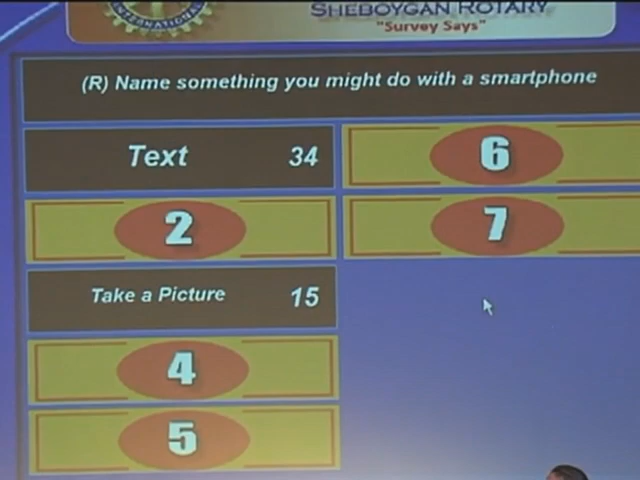 INTERNATIONAL
SHEBOYGAN ROTARY
"Survey Says"
(R) Name something you might do with a smartphone
Text 34
6
2
7
Take a Picture 15
4
5